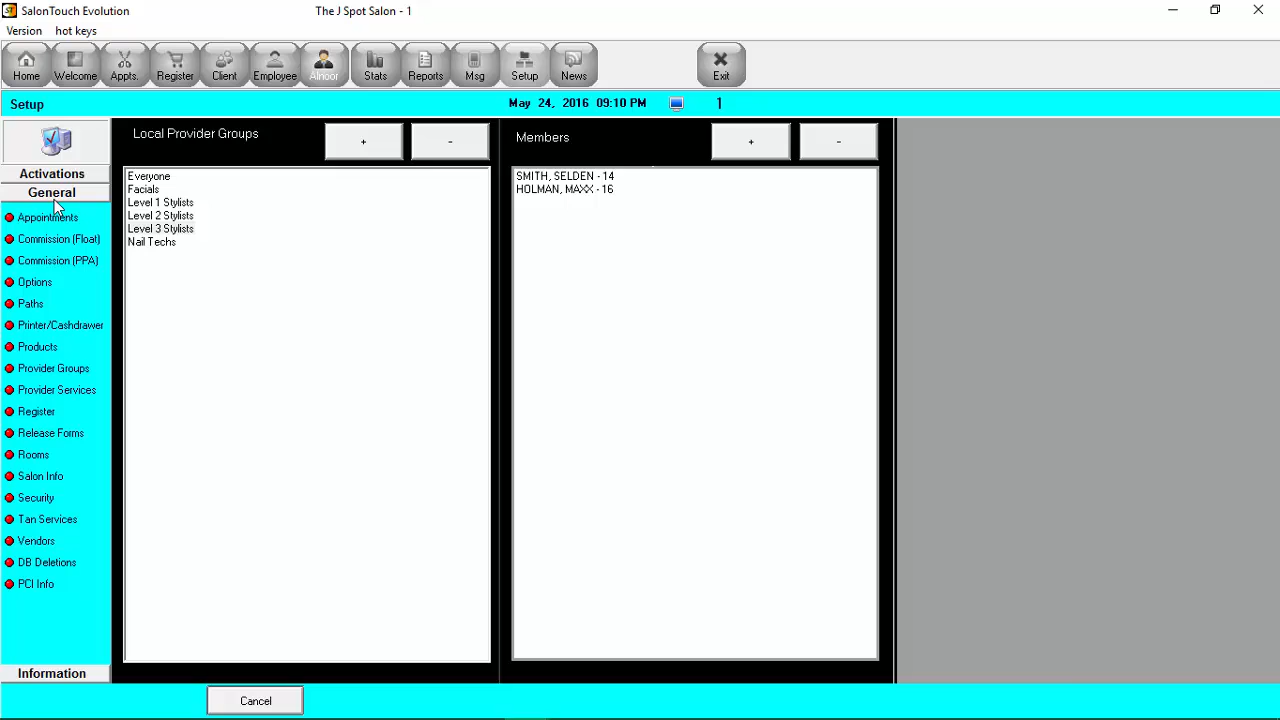 ST SalonTouch Evolution
The J Spot Salon - 1
Version hot keys
Home Welcome Appts. Register Client Employee Alnoor Stats Reports Msg Setup News Exit
Setup
May 24, 2016 09:10 PM
1
Activations
General
Appointments
Commission (Float)
Commission (PPA)
Options
Paths
Printer/Cashdrawer
Products
Provider Groups
Provider Services
Register
Release Forms
Rooms
Salon Info
Security
Tan Services
Vendors
DB Deletions
PCI Info
Information
Local Provider Groups
+ -
Everyone
Facials
Level 1 Stylists
Level 2 Stylists
Level 3 Stylists
Nail Techs
Members
+ -
SMITH, SELDEN - 14
HOLMAN, MAXX - 16
Cancel